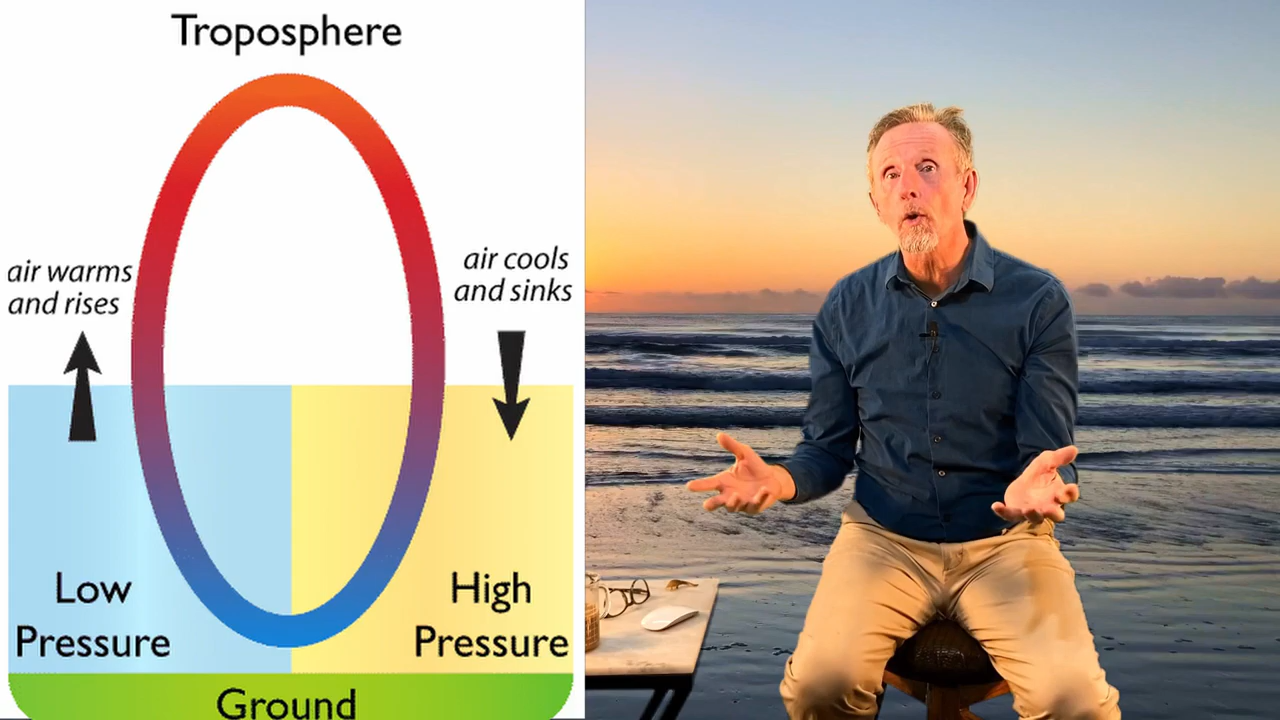 Troposphere
air warms
and rises
air cools
and sinks
Low
Pressure
High
Pressure
Ground